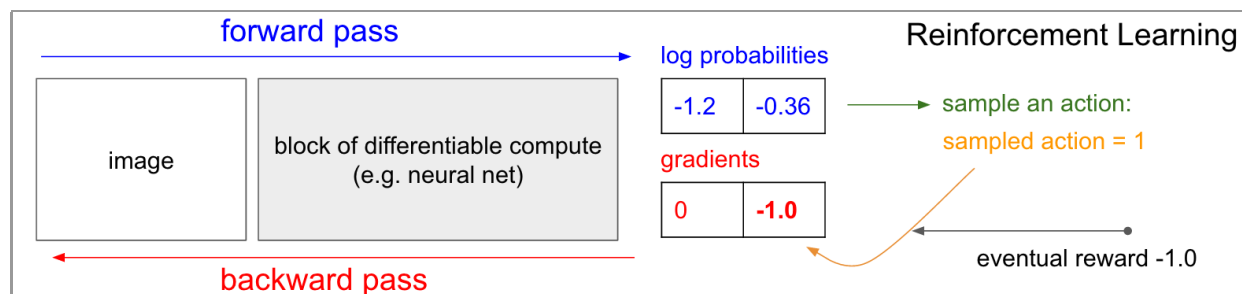 forward pass
Reinforcement Learning
log probabilities
-1.2 -0.36
sample an action:
sampled action = 1
image
block of differentiable compute
(e.g. neural net)
gradients
0 -1.0
eventual reward -1.0
backward pass